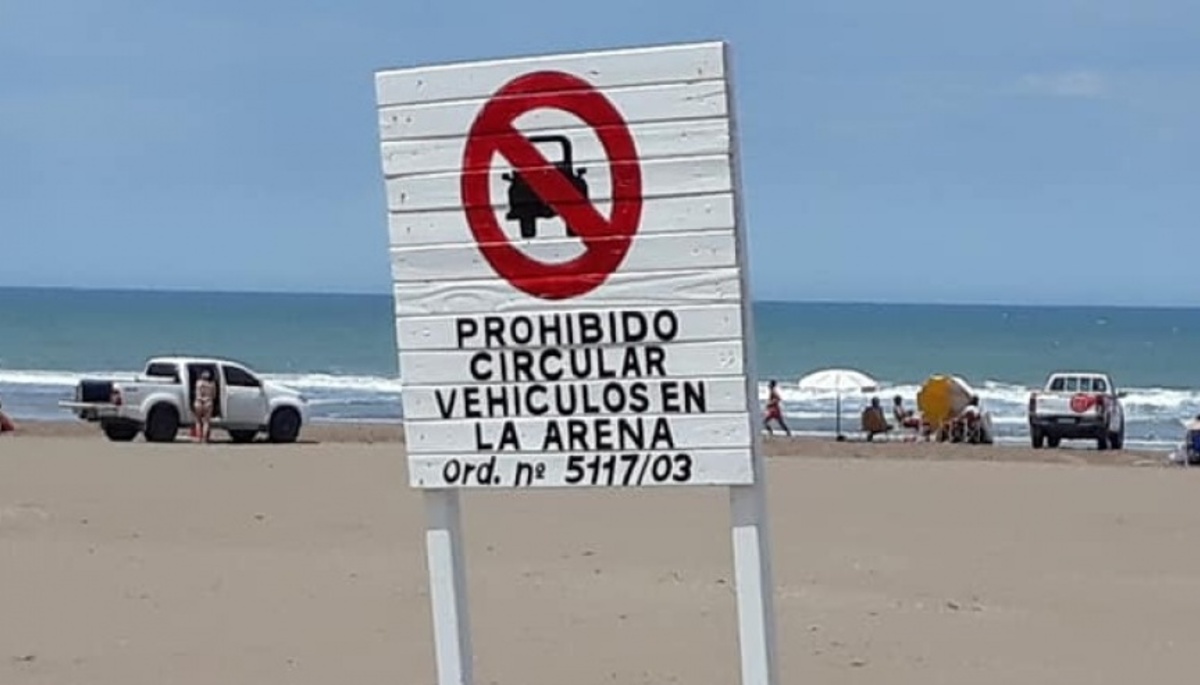 PROHIBIDO
CIRCULAR
VEHICULOS EN
LA ARENA
Ord. nº 5117/03